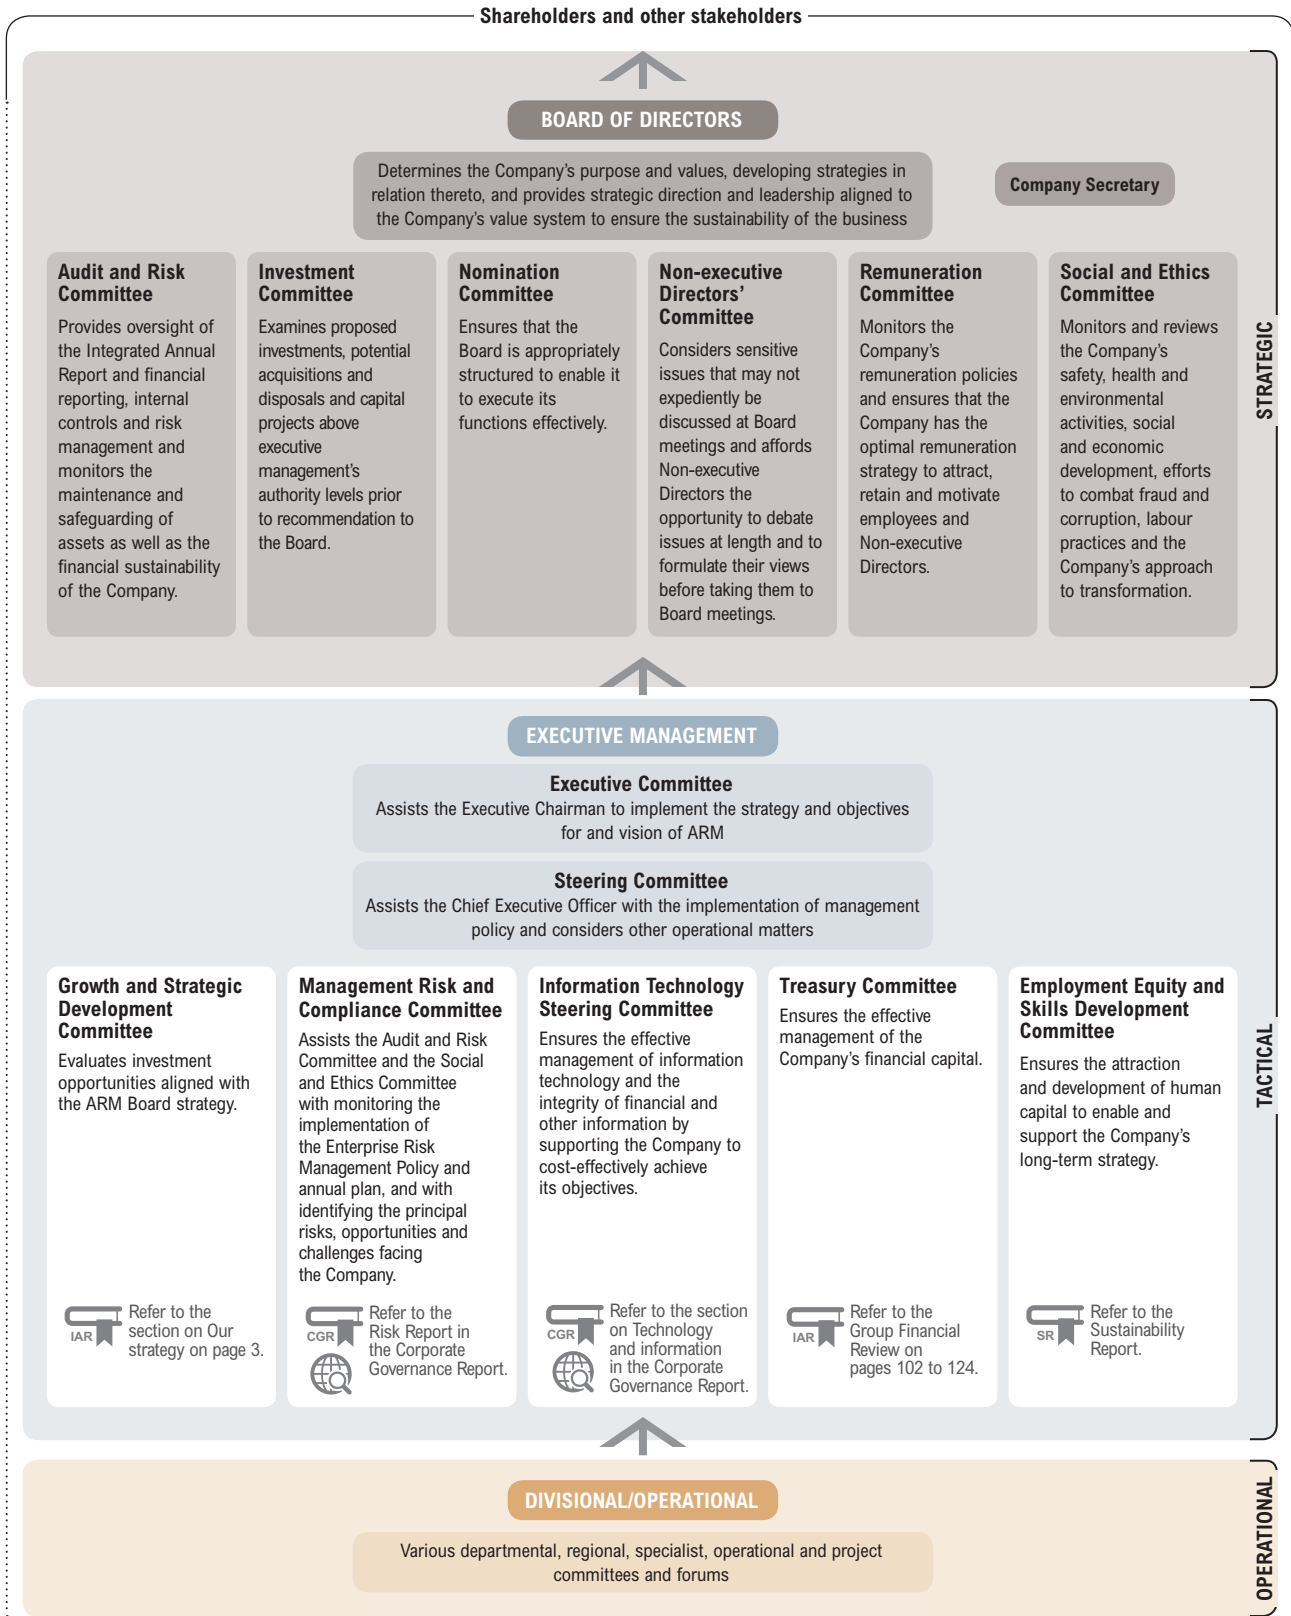 Shareholders and other stakeholders
BOARD OF DIRECTORS
Determines the Company’s purpose and values, developing strategies in
relation thereto, and provides strategic direction and leadership aligned to
the Company’s value system to ensure the sustainability of the business
Company Secretary
Audit and Risk
Committee
Provides oversight of
the Integrated Annual
Report and financial
reporting, internal
controls and risk
management and
monitors the
maintenance and
safeguarding of
assets as well as the
financial sustainability
of the Company.
Investment
Committee
Examines proposed
investments, potential
acquisitions and
disposals and capital
projects above
executive
management’s
authority levels prior
to recommendation to
the Board.
Nomination
Committee
Ensures that the
Board is appropriately
structured to enable it
to execute its
functions effectively.
Non-executive
Directors’
Committee
Considers sensitive
issues that may not
expediently be
discussed at Board
meetings and affords
Non-executive
Directors the
opportunity to debate
issues at length and to
formulate their views
before taking them to
Board meetings.
Remuneration
Committee
Monitors the
Company’s
remuneration policies
and ensures that the
Company has the
optimal remuneration
strategy to attract,
retain and motivate
employees and
Non-executive
Directors.
Social and Ethics
Committee
Monitors and reviews
the Company’s
safety, health and
environmental
activities, social
and economic
development, efforts
to combat fraud and
corruption, labour
practices and the
Company’s approach
to transformation.
STRATEGIC
EXECUTIVE MANAGEMENT
Executive Committee
Assists the Executive Chairman to implement the strategy and objectives
for and vision of ARM
Steering Committee
Assists the Chief Executive Officer with the implementation of management
policy and considers other operational matters
Growth and Strategic
Development
Committee
Evaluates investment
opportunities aligned with
the ARM Board strategy.
IAR
Refer to the
section on Our
strategy on page 3.
Management Risk and
Compliance Committee
Assists the Audit and Risk
Committee and the Social
and Ethics Committee
with monitoring the
implementation of
the Enterprise Risk
Management Policy and
annual plan, and with
identifying the principal
risks, opportunities and
challenges facing
the Company.
CGR
Refer to the
Risk Report in
the Corporate
Governance Report.
Information Technology
Steering Committee
Ensures the effective
management of information
technology and the
integrity of financial and
other information by
supporting the Company to
cost-effectively achieve
its objectives.
CGR
Refer to the section
on Technology
and information
in the Corporate
Governance Report.
Treasury Committee
Ensures the effective
management of the
Company’s financial capital.
IAR
Refer to the
Group Financial
Review on
pages 102 to 124.
Employment Equity and
Skills Development
Committee
Ensures the attraction
and development of human
capital to enable and
support the Company’s
long-term strategy.
SR
Refer to the
Sustainability
Report.
TACTICAL
DIVISIONAL/OPERATIONAL
Various departmental, regional, specialist, operational and project
committees and forums
OPERATIONAL